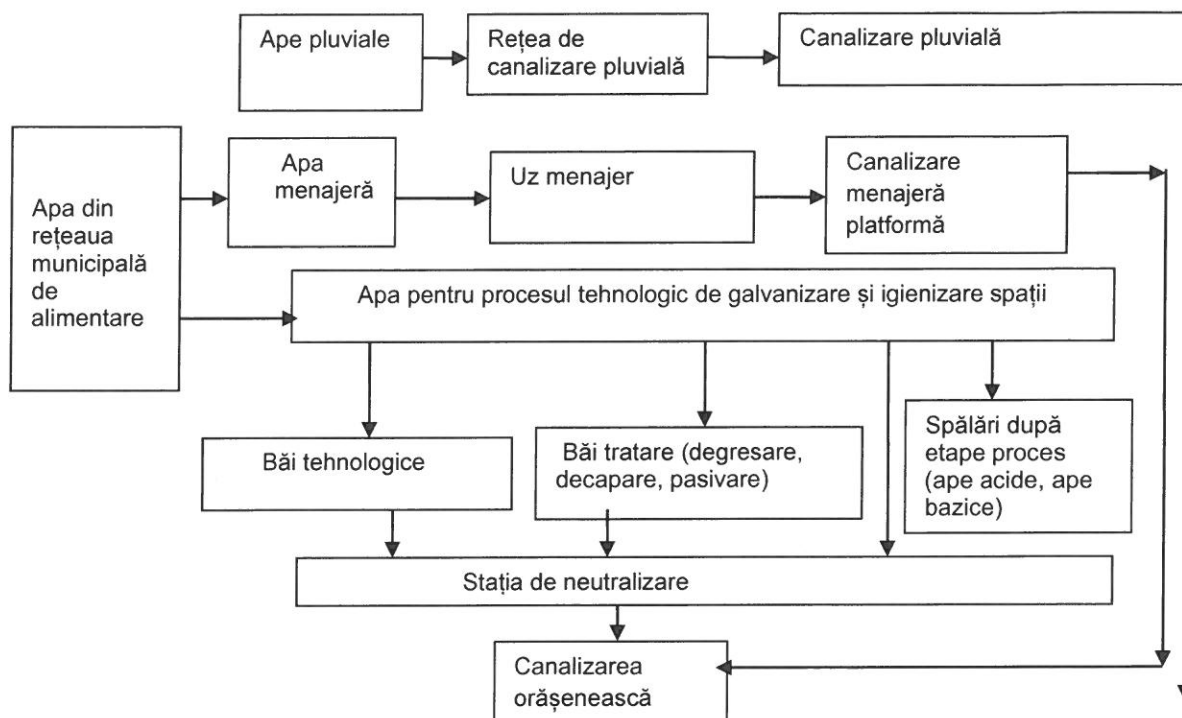 Ape pluviale
Rețea de
canalizare pluvială
Canalizare pluvială
Apa din
rețeaua
municipală
de
alimentare
Apa
menajeră
Uz menajer
Canalizare
menajeră
platformă
Apa pentru procesul tehnologic de galvanizare și igienizare spații
Băi tehnologice
Băi tratare (degresare,
decapare, pasivare)
Spălări după
etape proces
(ape acide, ape
bazice)
Stația de neutralizare
Canalizarea
orășenească